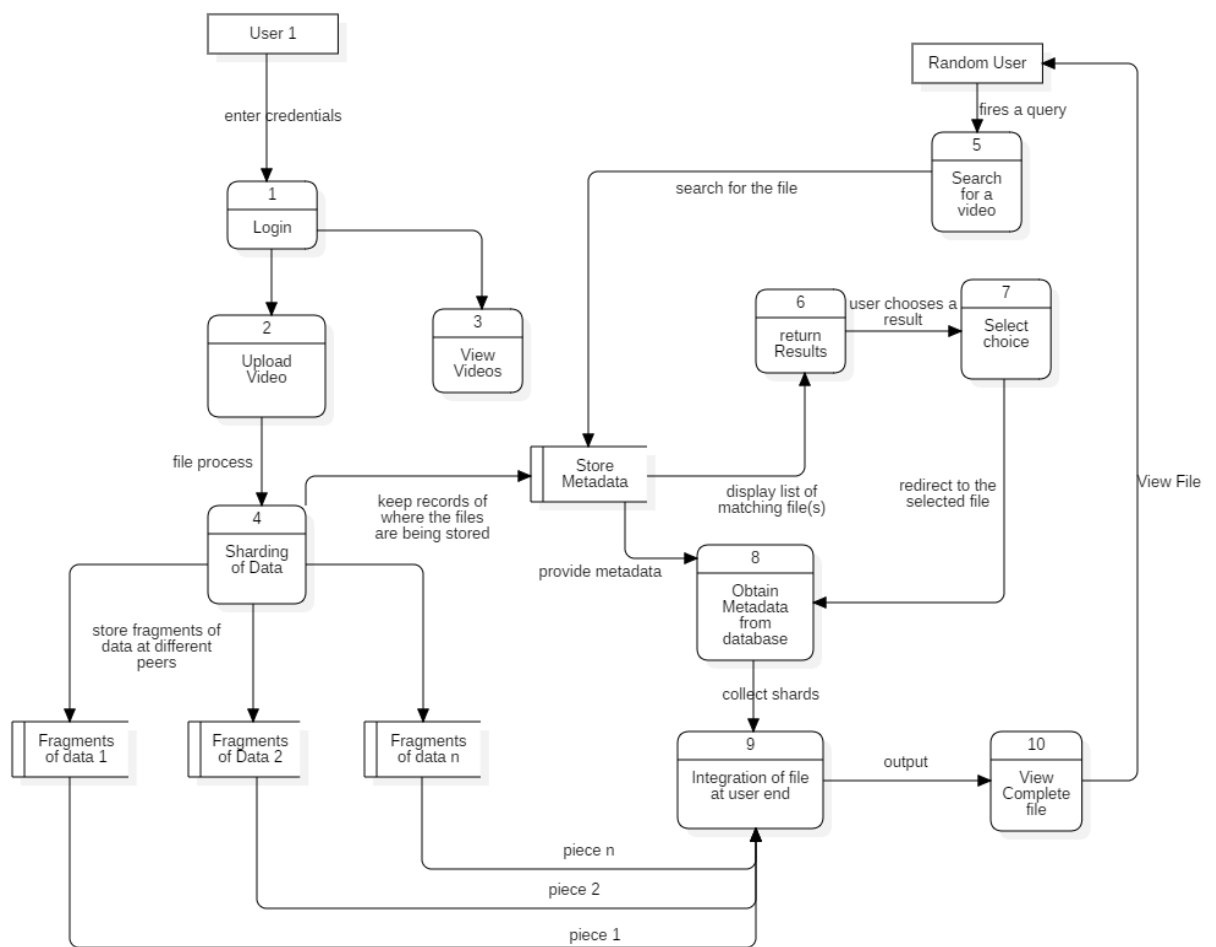 User 1
Random User
enter credentials
fires a query
5
Search
for a
video
search for the file
1
Login
2
Upload
Video
3
View
Videos
6
return
Results
user chooses a
result
7
Select
choice
file process
Store
Metadata
keep records of
where the files
are being stored
display list of
matching file(s)
redirect to the
selected file
View File
4
Sharding
of Data
provide metadata
8
Obtain
Metadata
from
database
store fragments of
data at different
peers
collect shards
Fragments
of data 1
Fragments
of Data 2
Fragments
of data n
9
Integration of file
at user end
output
10
View
Complete
file
piece n
piece 2
piece 1